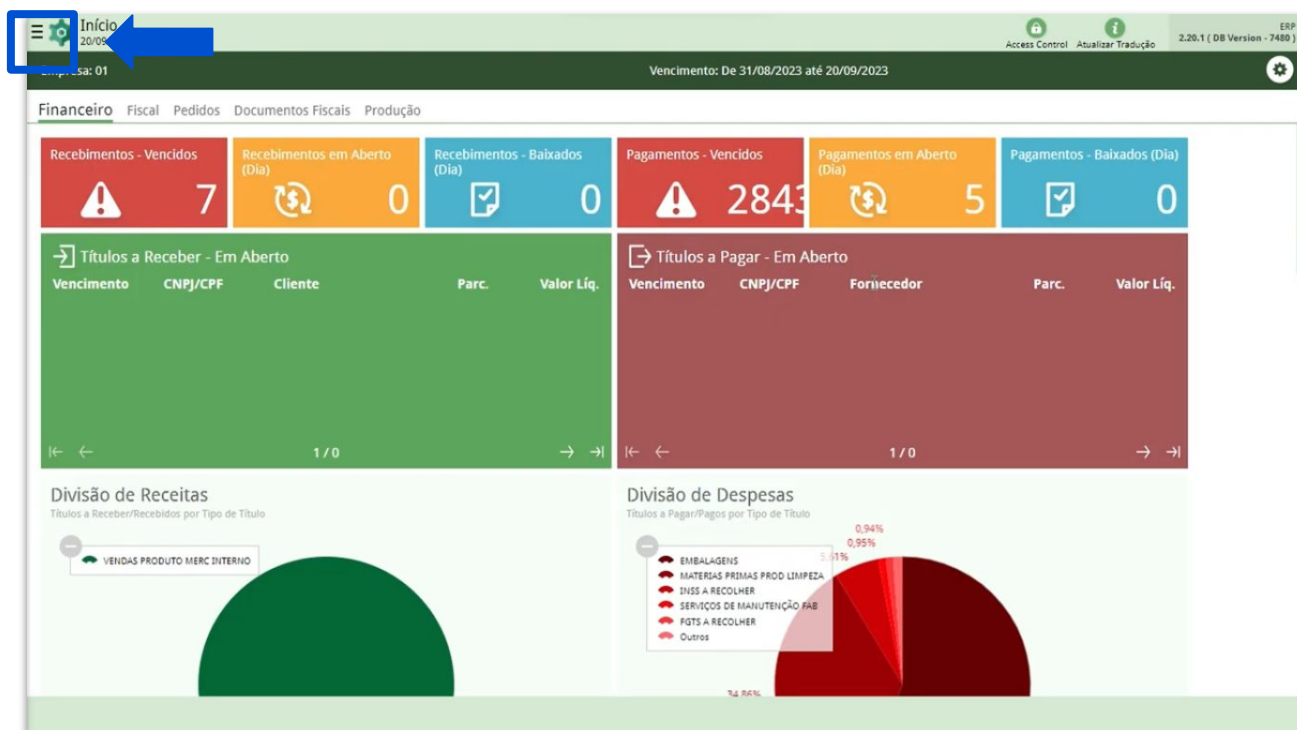 Início
20/09
Access Control
Atualizar Tradução
ERP
2.20.1 ( DB Version - 7480 )
Empresa: 01
Vencimento: De 31/08/2023 até 20/09/2023
Financeiro Fiscal Pedidos Documentos Fiscais Produção
Recebimentos - Vencidos
7
Recebimentos em Aberto
(Dia)
0
Recebimentos - Baixados
(Dia)
0
Pagamentos - Vencidos
2843
Pagamentos em Aberto
(Dia)
5
Pagamentos - Baixados (Dia)
0
Títulos a Receber - Em Aberto
Vencimento CNPJ/CPF Cliente Parc. Valor Líq.
1 / 0
Títulos a Pagar - Em Aberto
Vencimento CNPJ/CPF Fornecedor Parc. Valor Líq.
1 / 0
Divisão de Receitas
Títulos a Receber/Recebidos por Tipo de Título
VENDAS PRODUTO MERC INTERNO
Divisão de Despesas
Títulos a Pagar/Pagos por Tipo de Título
0,94%
0,95%
5,61%
EMBALAGENS
MATERIAS PRIMAS PROD LIMPEZA
INSS A RECOLHER
SERVIÇOS DE MANUTENÇÃO FAB
FGTS A RECOLHER
Outros
34,86%